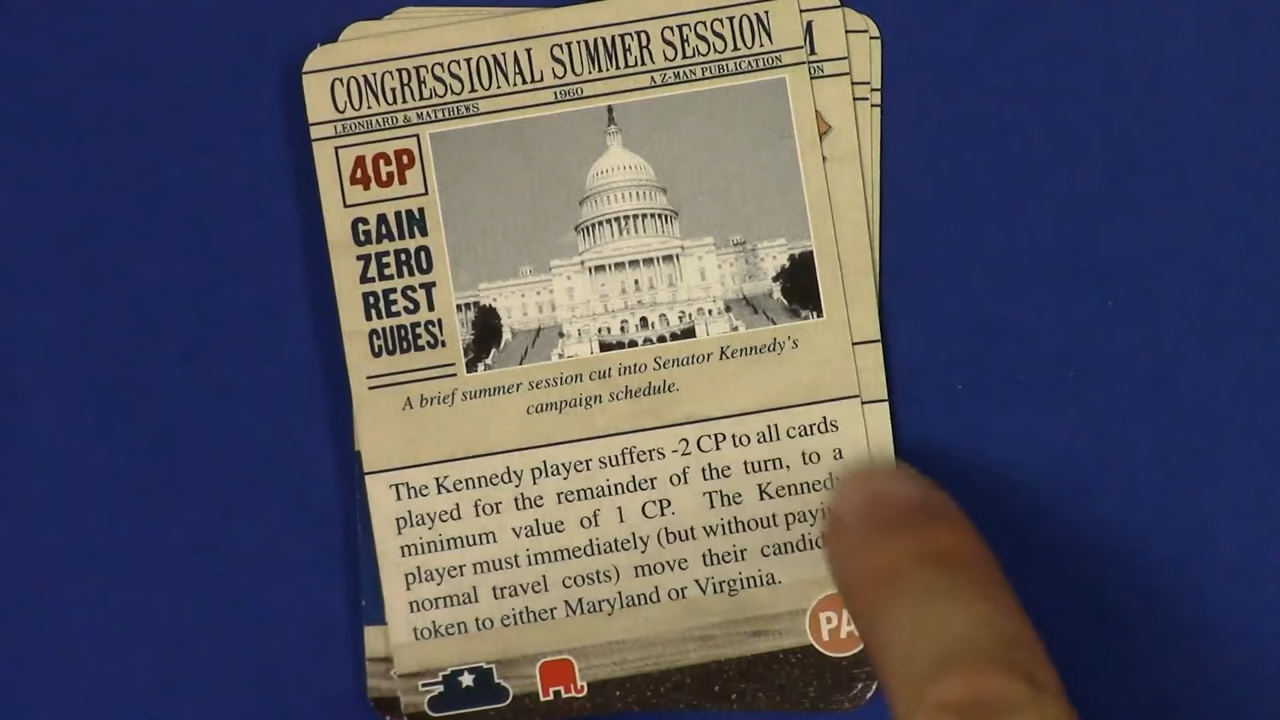 CONGRESSIONAL SUMMER SESSION
LEONHARD & MATTHEWS 1960 A Z-MAN PUBLICATION
4CP
GAIN
ZERO
REST
CUBES!
A brief summer session cut into Senator Kennedy's
campaign schedule.
The Kennedy player suffers -2 CP to all cards
played for the remainder of the turn, to a
minimum value of 1 CP. The Kenned
player must immediately (but without payi
normal travel costs) move their candid
token to either Maryland or Virginia.
PA
M
ON